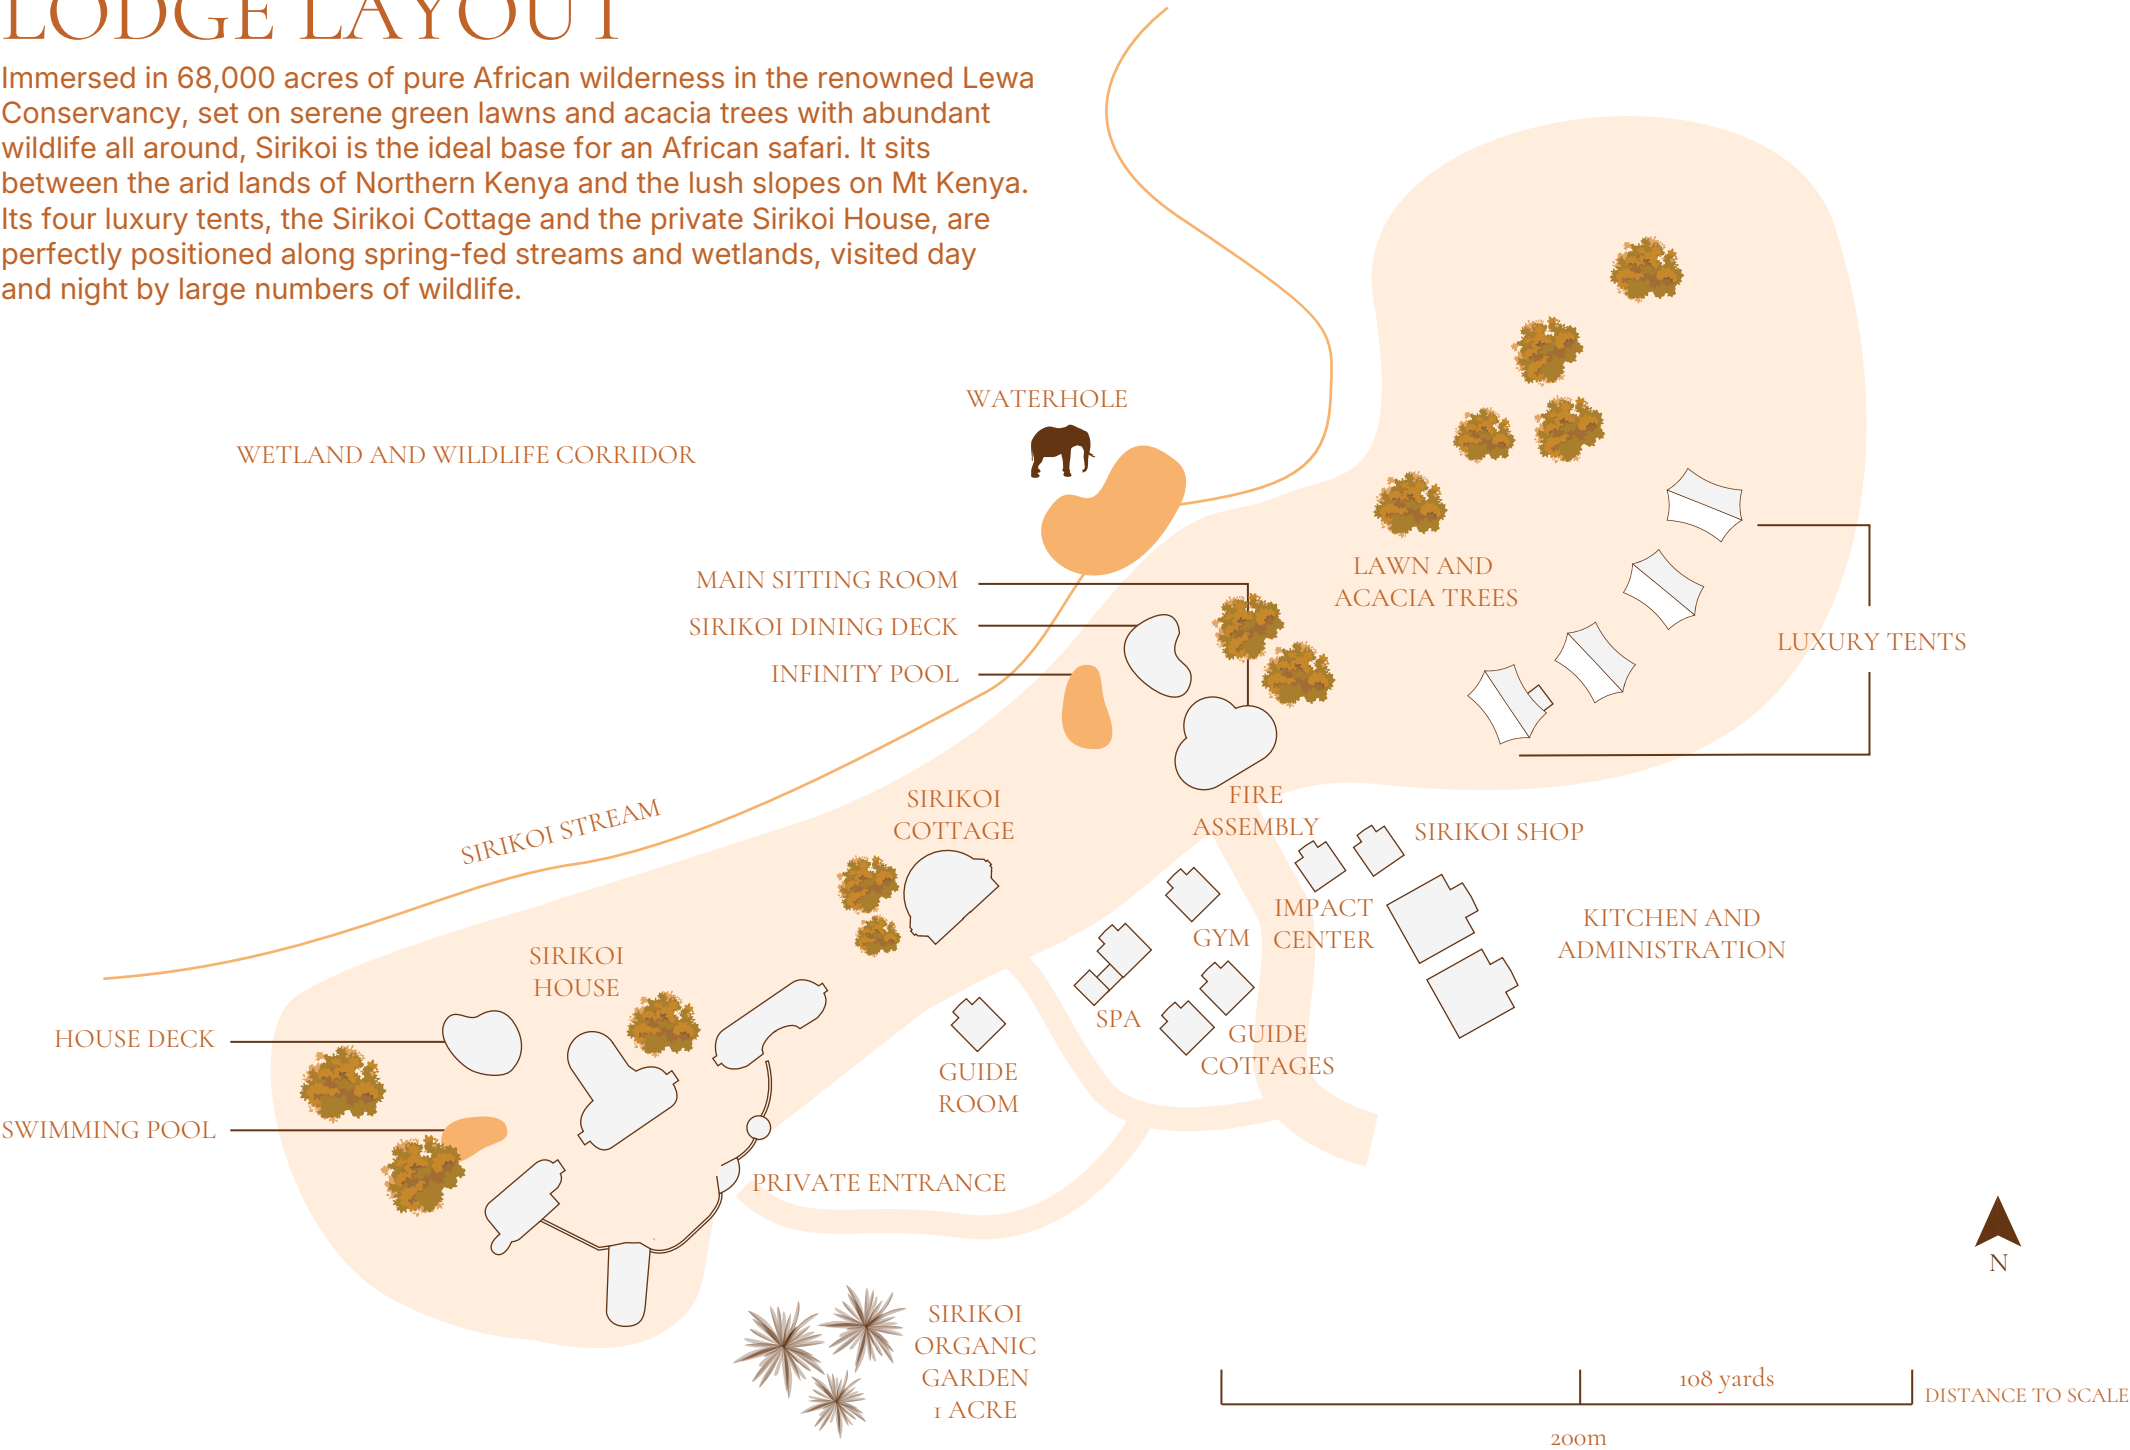 LODGE LAYOUT
Immersed in 68,000 acres of pure African wilderness in the renowned Lewa
Conservancy, set on serene green lawns and acacia trees with abundant
wildlife all around, Sirikoi is the ideal base for an African safari. It sits
between the arid lands of Northern Kenya and the lush slopes on Mt Kenya.
Its four luxury tents, the Sirikoi Cottage and the private Sirikoi House, are
perfectly positioned along spring-fed streams and wetlands, visited day
and night by large numbers of wildlife.
WATERHOLE
WETLAND AND WILDLIFE CORRIDOR
MAIN SITTING ROOM
SIRIKOI DINING DECK
INFINITY POOL
LAWN AND
ACACIA TREES
LUXURY TENTS
SIRIKOI STREAM
SIRIKOI
COTTAGE
FIRE
ASSEMBLY
SIRIKOI SHOP
IMPACT
CENTER
KITCHEN AND
ADMINISTRATION
GYM
SIRIKOI
HOUSE
SPA
GUIDE
COTTAGES
HOUSE DECK
GUIDE
ROOM
SWIMMING POOL
PRIVATE ENTRANCE
N
SIRIKOI
ORGANIC
GARDEN
1 ACRE
108 yards
DISTANCE TO SCALE
200m